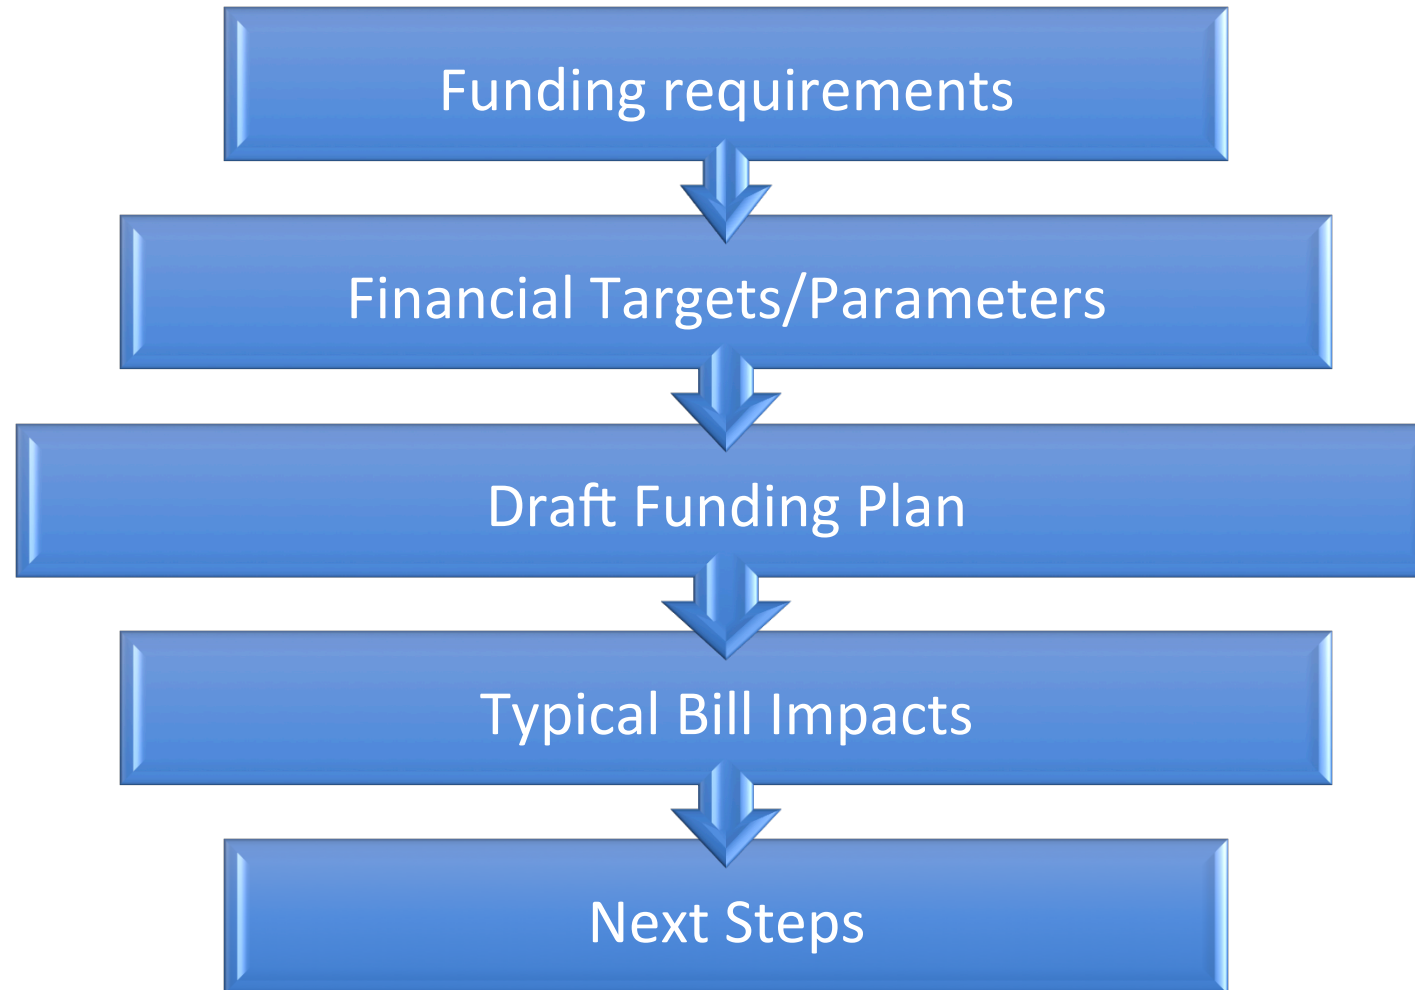 Funding requirements
Financial Targets/Parameters
Draft Funding Plan
Typical Bill Impacts
Next Steps